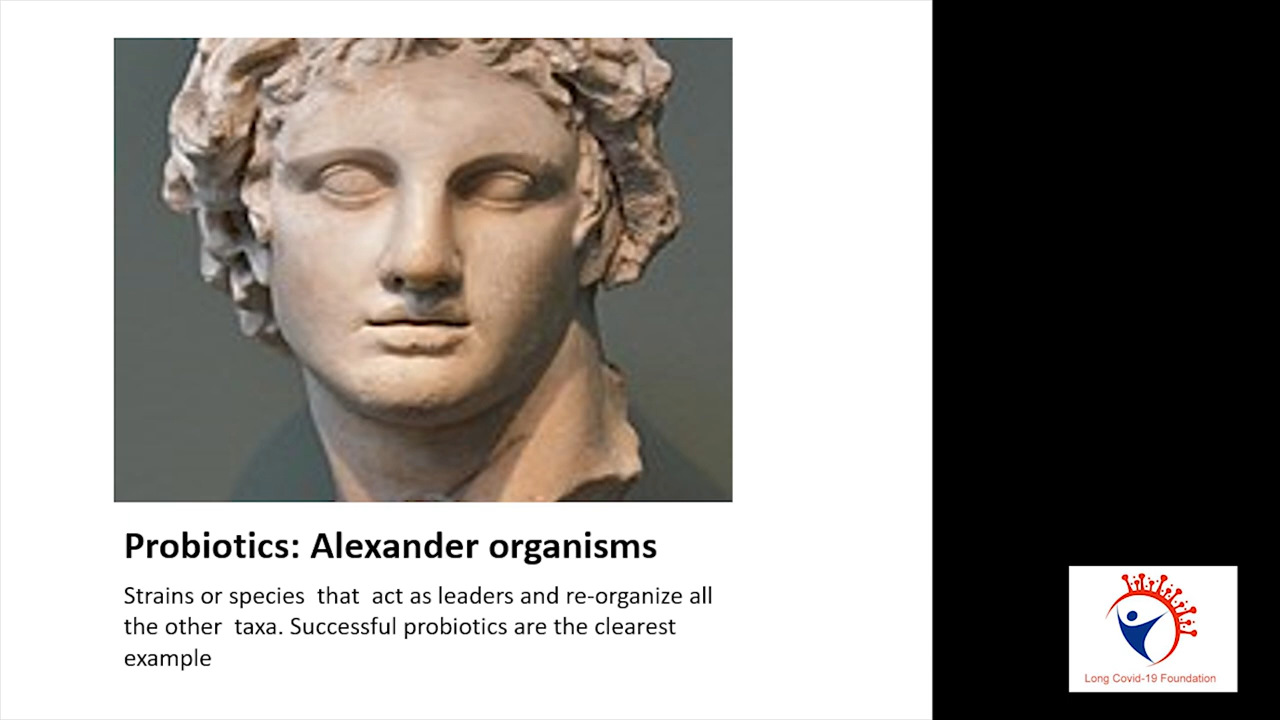 Probiotics: Alexander organisms
Strains or species  that  act as leaders and re-organize all
the other  taxa. Successful probiotics are the clearest
example
Long Covid-19 Foundation